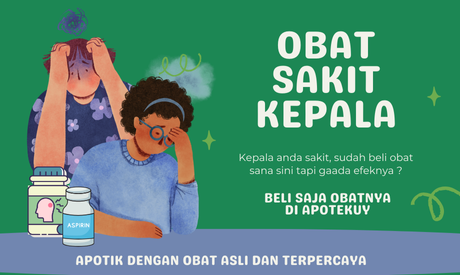 OBAT
SAKIT
KEPALA
Kepala anda sakit, sudah beli obat
sana sini tapi gaada efeknya ?
BELI SAJA OBATNYA
DI APOTEKUY
ASPIRIN
APOTIK DENGAN OBAT ASLI DAN TERPERCAYA